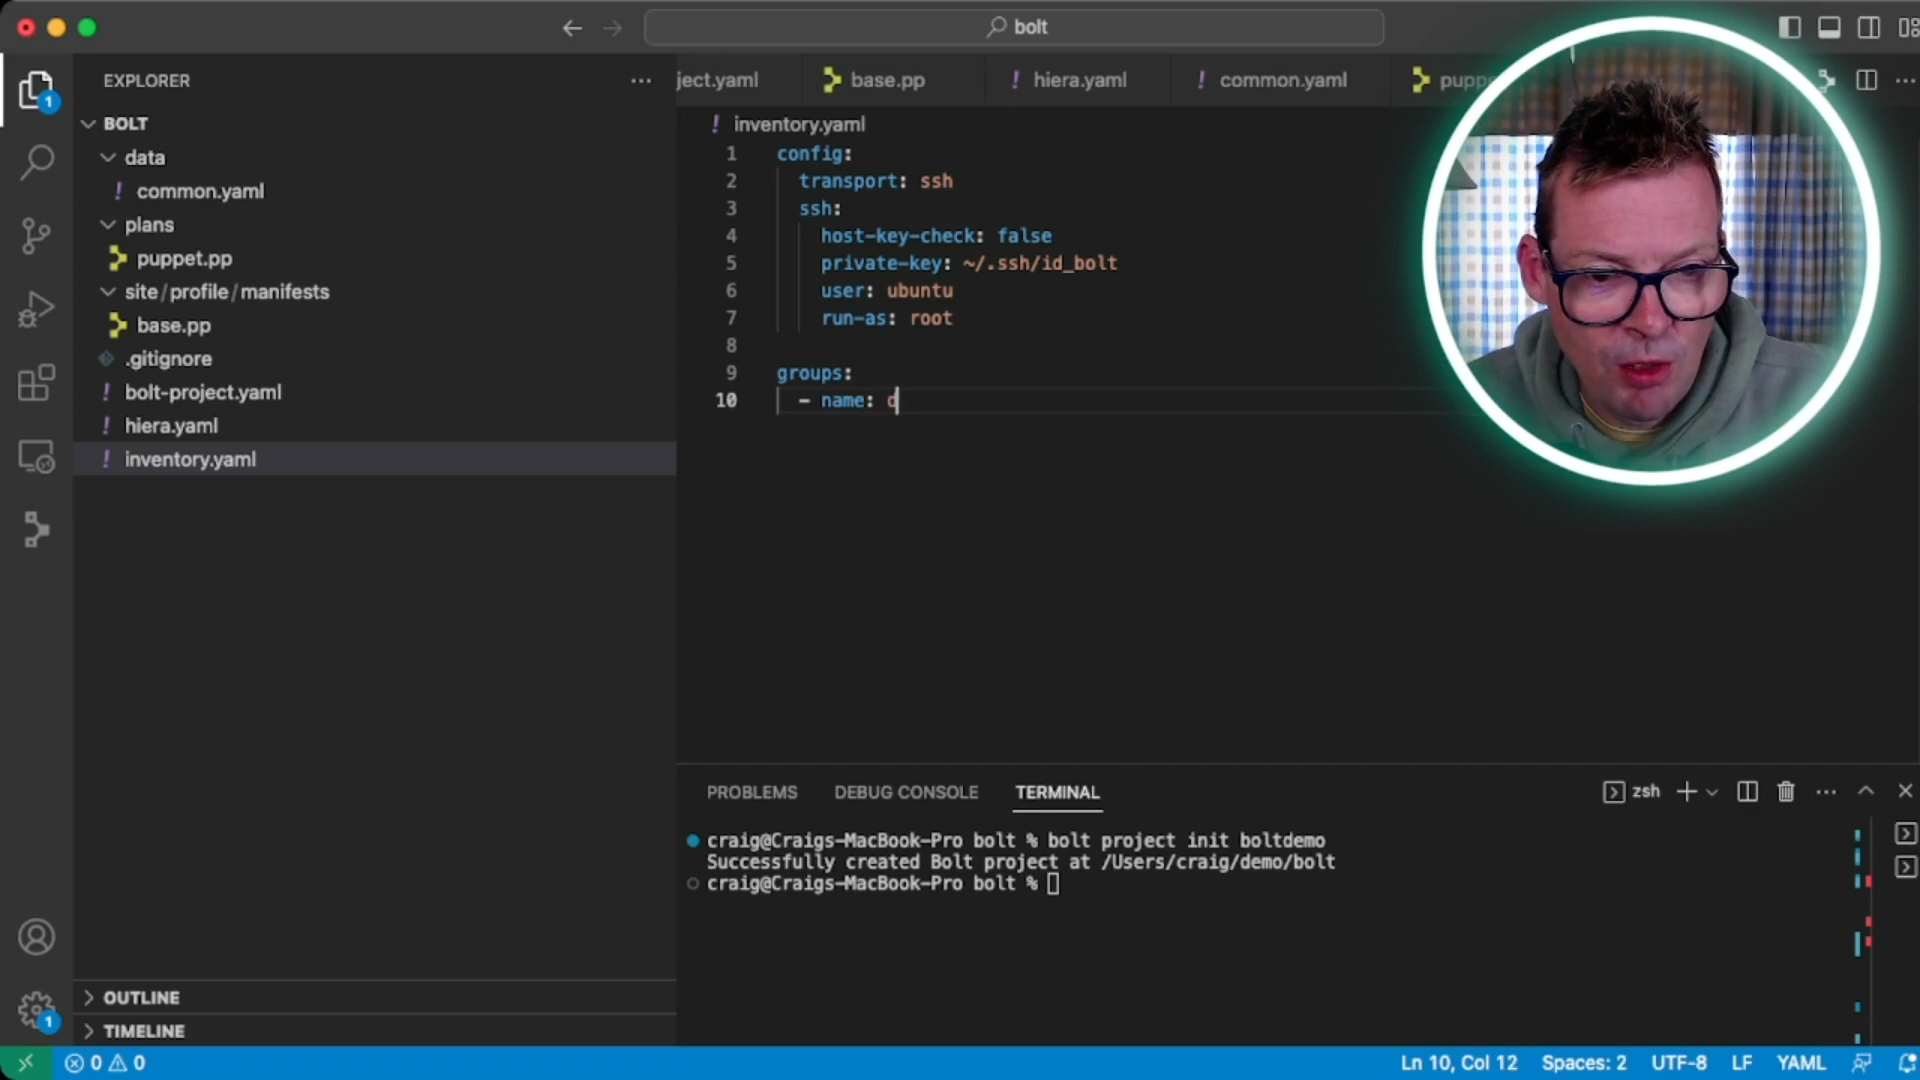 bolt
EXPLORER
BOLT
data
common.yaml
plans
puppet.pp
site/profile/manifests
base.pp
.gitignore
bolt-project.yaml
hiera.yaml
inventory.yaml
OUTLINE
TIMELINE
ject.yaml
base.pp
hiera.yaml
common.yaml
inventory.yaml
1 config:
2 transport: ssh
3 ssh:
4 host-key-check: false
5 private-key: ~/.ssh/id_bolt
6 user: ubuntu
7 run-as: root
8
9 groups:
10 - name: d
PROBLEMS DEBUG CONSOLE TERMINAL
zsh
craig@Craigs-MacBook-Pro bolt % bolt project init boltdemo
Successfully created Bolt project at /Users/craig/demo/bolt
craig@Craigs-MacBook-Pro bolt %
1
1
0 0
Ln 10, Col 12 Spaces: 2 UTF-8 LF YAML